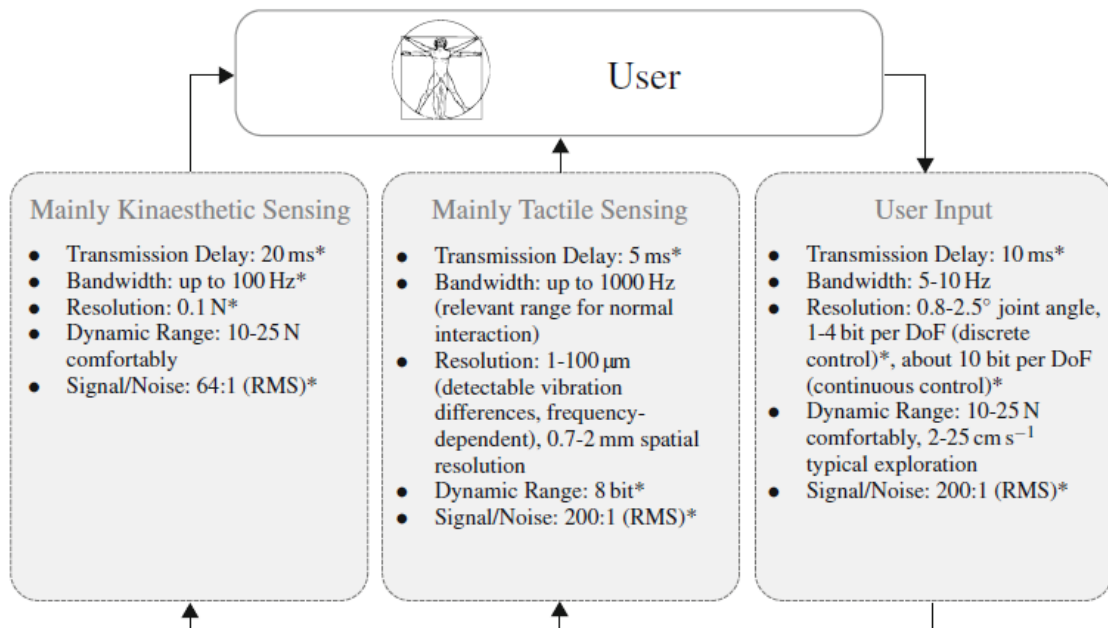 User
Mainly Kinaesthetic Sensing
● Transmission Delay: 20 ms*
● Bandwidth: up to 100 Hz*
● Resolution: 0.1 N*
● Dynamic Range: 10-25 N
comfortably
● Signal/Noise: 64:1 (RMS)*
Mainly Tactile Sensing
● Transmission Delay: 5 ms*
● Bandwidth: up to 1000 Hz
(relevant range for normal
interaction)
● Resolution: 1-100 μm
(detectable vibration
differences, frequency-
dependent), 0.7-2 mm spatial
resolution
● Dynamic Range: 8 bit*
● Signal/Noise: 200:1 (RMS)*
User Input
● Transmission Delay: 10 ms*
● Bandwidth: 5-10 Hz
● Resolution: 0.8-2.5° joint angle,
1-4 bit per DoF (discrete
control)*, about 10 bit per DoF
(continuous control)*
● Dynamic Range: 10-25 N
comfortably, 2-25 cm s⁻¹
typical exploration
● Signal/Noise: 200:1 (RMS)*